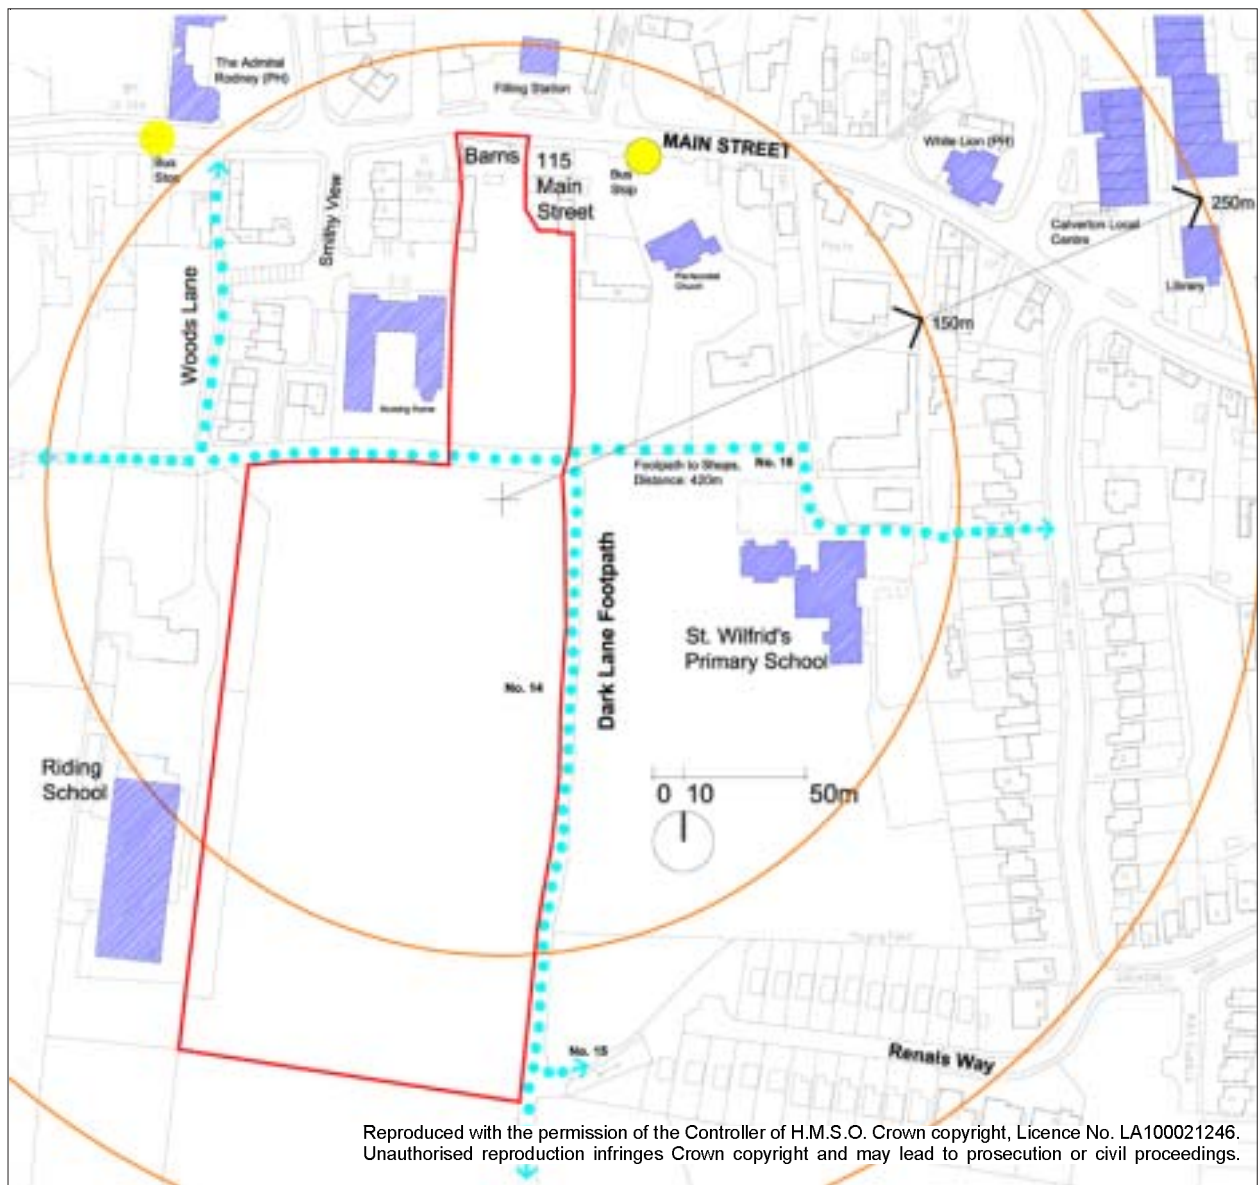 The Admiral
Rodney (PH)
Filling Station
Bus
Stop
MAIN STREET
Barns
115
Main
Street
Bus
Stop
White Lion (PH)
250m
Calverton Local
Centre
Smithy View
Woods Lane
Church
Library
150m
Nursing Home
Footpath to Shops,
Distance: 420m
No. 16
Dark Lane Footpath
St. Wilfrid's
Primary School
No. 14
Riding
School
0 10 50m
No. 15
Renals Way
Reproduced with the permission of the Controller of H.M.S.O. Crown copyright, Licence No. LA100021246.
Unauthorised reproduction infringes Crown copyright and may lead to prosecution or civil proceedings.